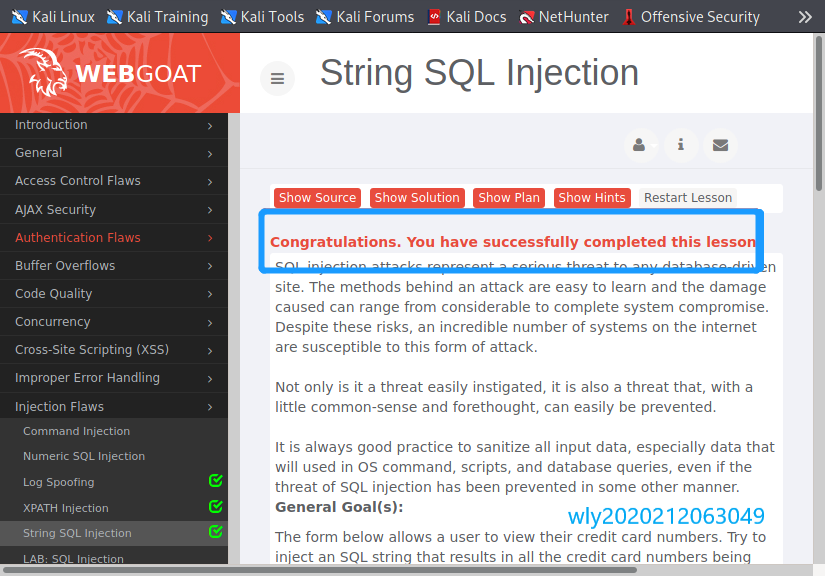 Kali Linux Kali Training Kali Tools Kali Forums Kali Docs NetHunter Offensive Security
WEBGOAT
String SQL Injection
Introduction
General
Access Control Flaws
AJAX Security
Authentication Flaws
Buffer Overflows
Code Quality
Concurrency
Cross-Site Scripting (XSS)
Improper Error Handling
Injection Flaws
Command Injection
Numeric SQL Injection
Log Spoofing
XPATH Injection
String SQL Injection
LAB: SQL Injection
Show Source Show Solution Show Plan Show Hints Restart Lesson
Congratulations. You have successfully completed this lesson
SQL injection attacks represent a serious threat to any database-driven
site. The methods behind an attack are easy to learn and the damage
caused can range from considerable to complete system compromise.
Despite these risks, an incredible number of systems on the internet
are susceptible to this form of attack.
Not only is it a threat easily instigated, it is also a threat that, with a
little common-sense and forethought, can easily be prevented.
It is always good practice to sanitize all input data, especially data that
will used in OS command, scripts, and database queries, even if the
threat of SQL injection has been prevented in some other manner.
General Goal(s):
wly2020212063049
The form below allows a user to view their credit card numbers. Try to
inject an SQL string that results in all the credit card numbers being